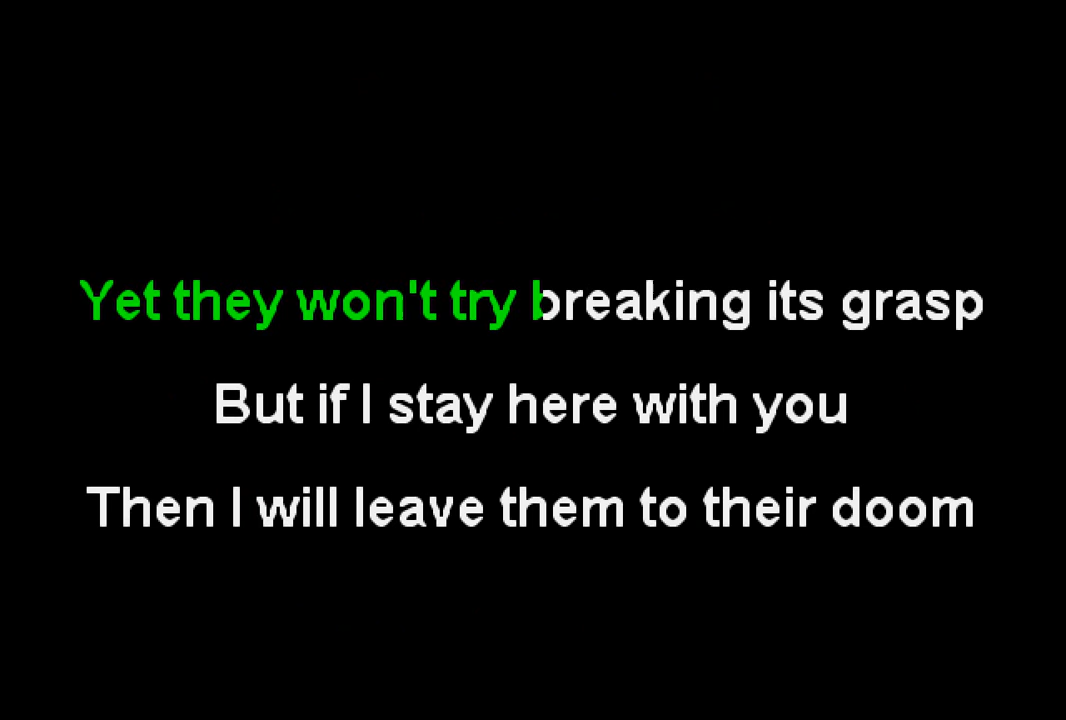 Yet they won't try breaking its grasp
But if I stay here with you
Then I will leave them to their doom